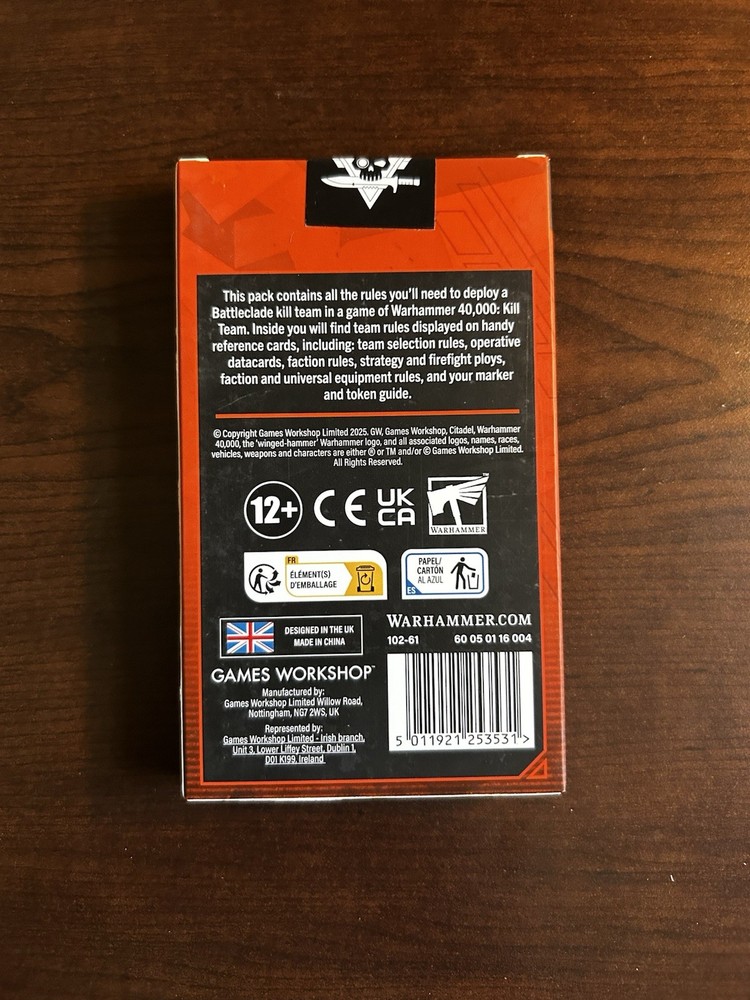 This pack contains all the rules you'll need to deploy a
Battleclade kill team in a game of Warhammer 40,000: Kill
Team. Inside you will find team rules displayed on handy
reference cards, including: team selection rules, operative
datacards, faction rules, strategy and firefight ploys,
faction and universal equipment rules, and your marker
and token guide.
© Copyright Games Workshop Limited 2025. GW, Games Workshop, Citadel, Warhammer
40,000, the 'winged-hammer' Warhammer logo, and all associated logos, names, races,
vehicles, weapons and characters are either ® or TM and/or © Games Workshop Limited.
All Rights Reserved.
12+ CE UK
CA
WARHAMMER™
FR
ÉLÉMENT(S)
D'EMBALLAGE
PAPEL/
CARTÓN
AL AZUL
ES
DESIGNED IN THE UK
MADE IN CHINA
WARHAMMER.COM
102-61 60 05 01 16 004
GAMES WORKSHOP™
Manufactured by:
Games Workshop Limited Willow Road,
Nottingham, NG7 2WS, UK
Represented by:
Games Workshop Limited - Irish branch,
Unit 3, Lower Liffey Street, Dublin 1,
D01 K199, Ireland
5 011921 253531 >